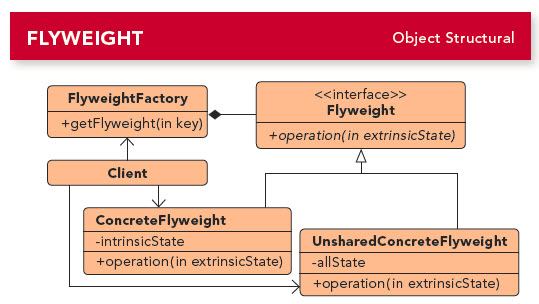 FLYWEIGHT
Object Structural
FlyweightFactory
+getFlyweight(in key)
<<interface>>
Flyweight
+operation(in extrinsicState)
Client
ConcreteFlyweight
-intrinsicState
+operation(in extrinsicState)
UnsharedConcreteFlyweight
-allState
+operation(in extrinsicState)